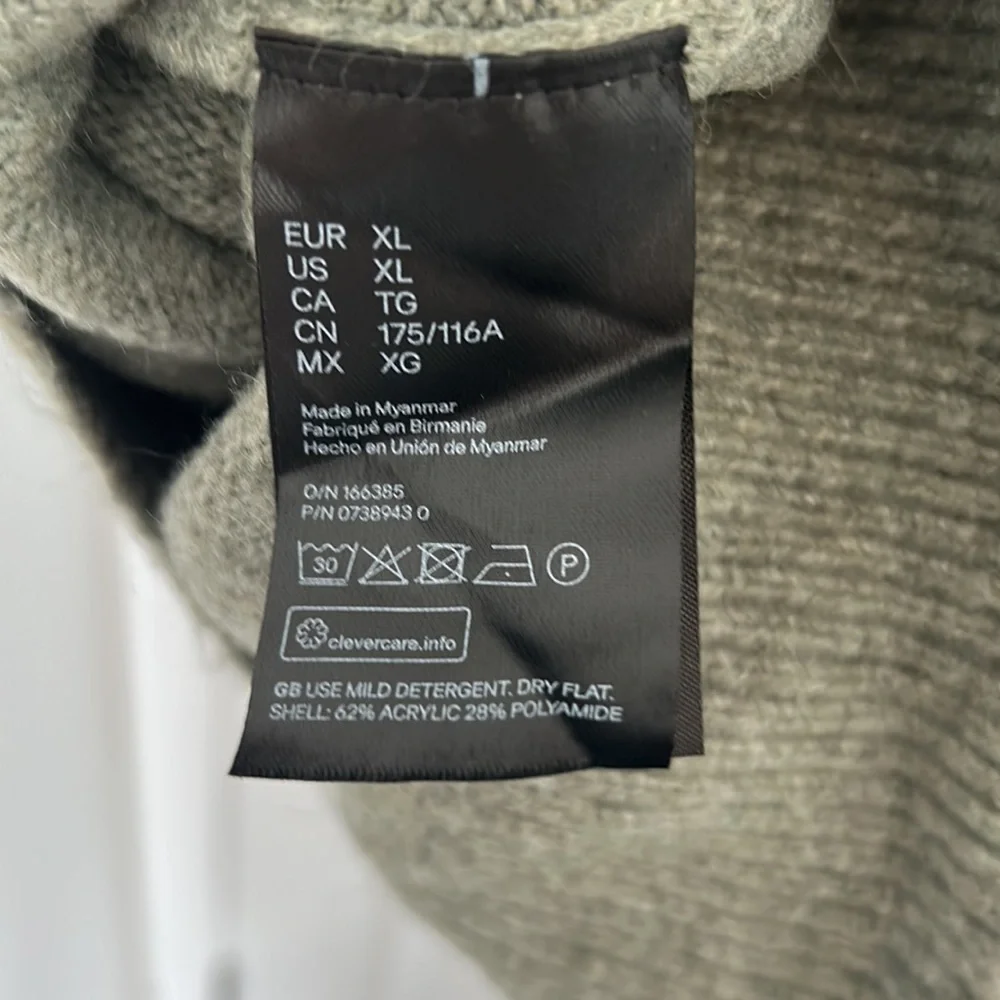 EUR XL
US XL
CA TG
CN 175/116A
MX XG
Made in Myanmar
Fabriqué en Birmanie
Hecho en Unión de Myanmar
O/N 166385
P/N 0738943 0
30 P
clevercare.info
GB USE MILD DETERGENT. DRY FLAT.
SHELL: 62% ACRYLIC 28% POLYAMIDE